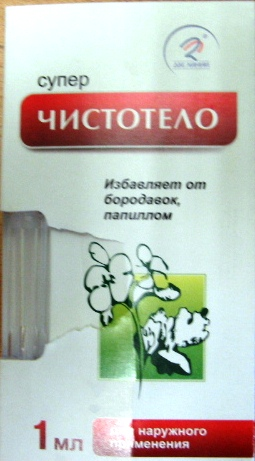 супер
ЧИСТОТЕЛО
Избавляет от
бородавок,
папиллом
1 мл
для наружного
применения